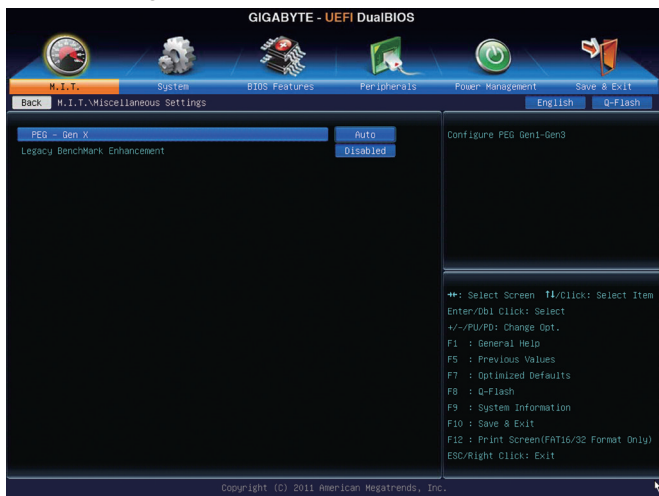 GIGABYTE - UEFI DualBIOS
M.I.T. System BIOS Features Peripherals Power Management Save & Exit
Back M.I.T.\Miscellaneous Settings English Q-Flash
PEG - Gen X Auto
Legacy BenchMark Enhancement Disabled
Configure PEG Gen1-Gen3
→←: Select Screen ↑↓/Click: Select Item
Enter/Dbl Click: Select
+/-/PU/PD: Change Opt.
F1 : General Help
F5 : Previous Values
F7 : Optimized Defaults
F8 : Q-Flash
F9 : System Information
F10 : Save & Exit
F12 : Print Screen(FAT16/32 Format Only)
ESC/Right Click: Exit
Copyright (C) 2011 American Megatrends, Inc.